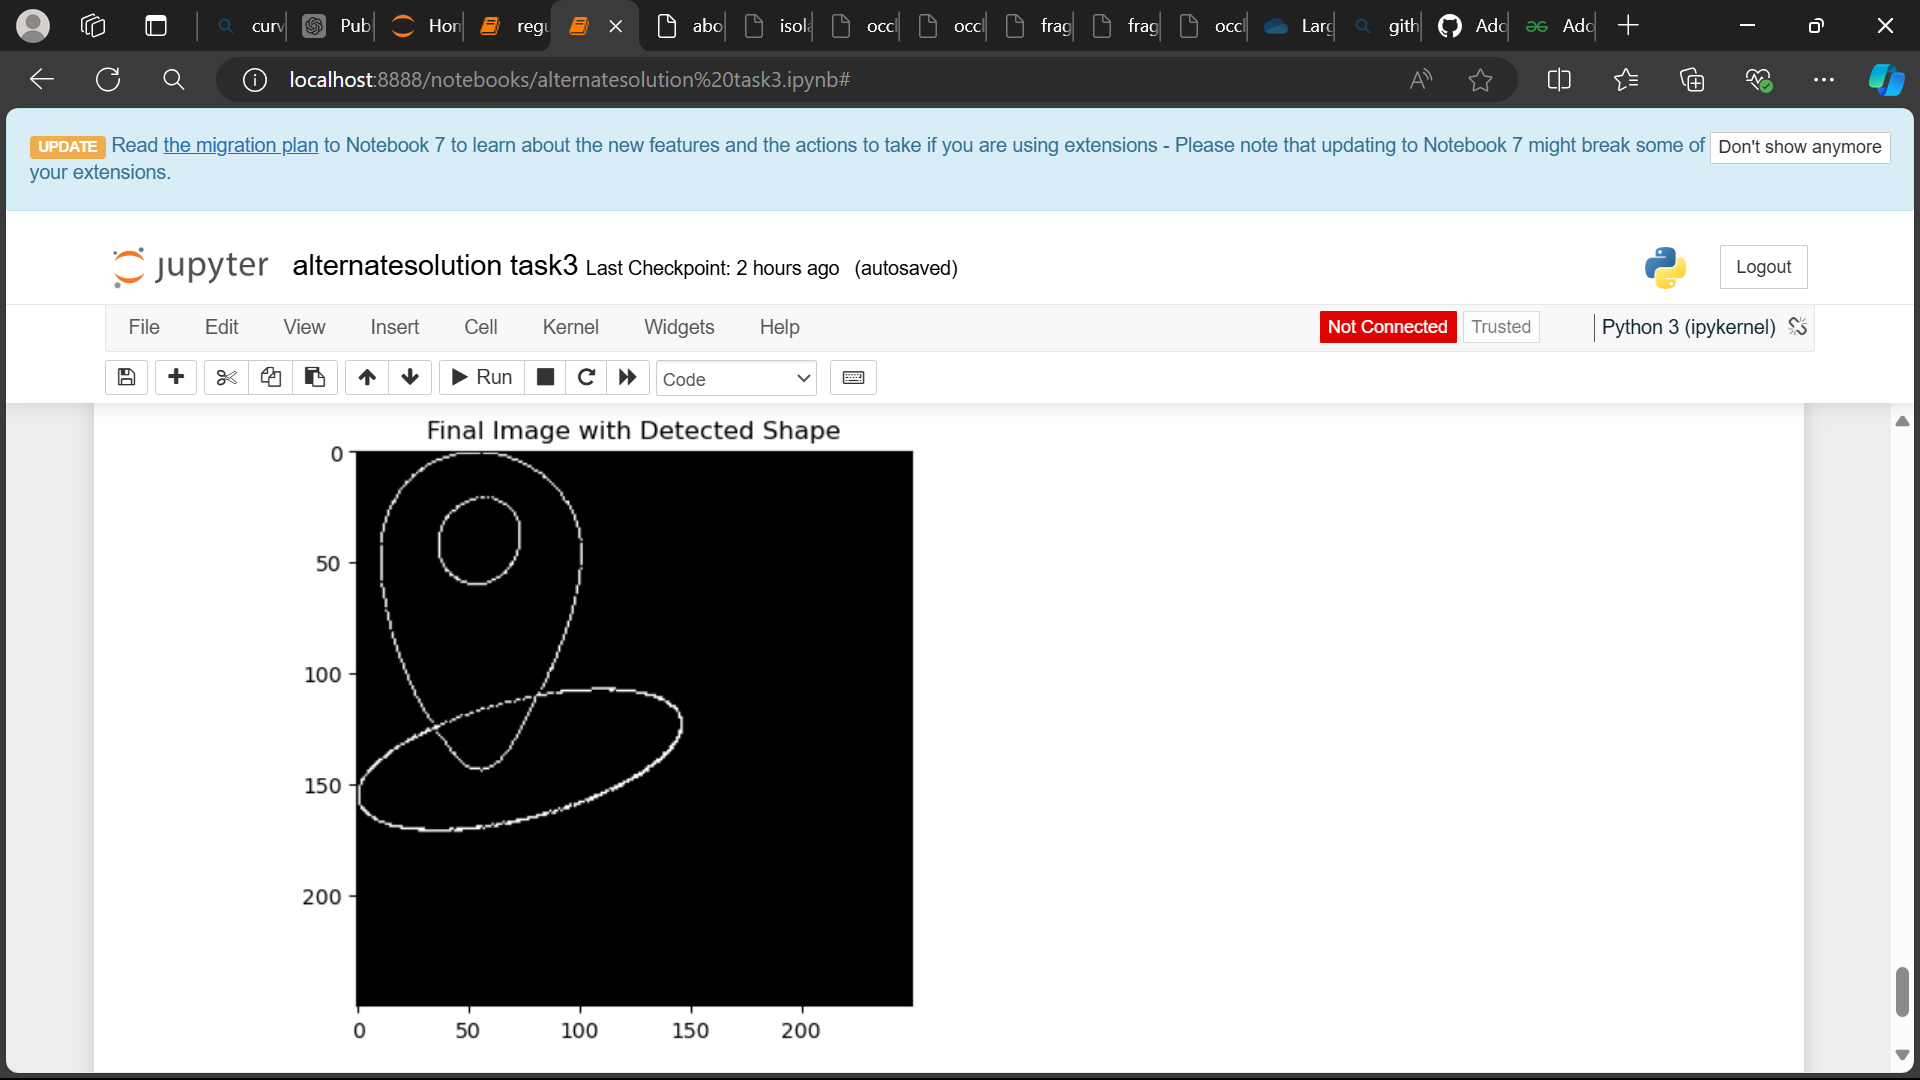 curv
Pub
Hon
regu
abo
isola
occl
occl
frag
frag
occl
Larg
gith
Add
Add
localhost:8888/notebooks/alternatesolution%20task3.ipynb#
UPDATE Read the migration plan to Notebook 7 to learn about the new features and the actions to take if you are using extensions - Please note that updating to Notebook 7 might break some of
your extensions.
Don't show anymore
jupyter alternatesolution task3 Last Checkpoint: 2 hours ago (autosaved)
Logout
File Edit View Insert Cell Kernel Widgets Help
Not Connected Trusted Python 3 (ipykernel)
Run Code
Final Image with Detected Shape
0
50
100
150
200
0 50 100 150 200